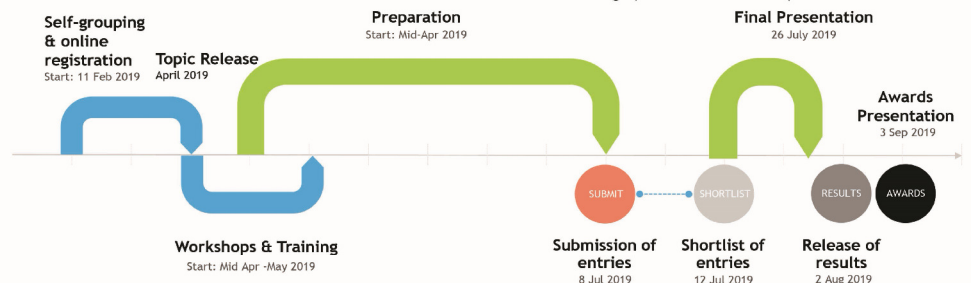 Self-grouping
& online
registration
Start: 11 Feb 2019
Topic Release
April 2019
Preparation
Start: Mid-Apr 2019
Final Presentation
26 July 2019
Awards
Presentation
3 Sep 2019
SUBMIT
SHORTLIST
RESULTS
AWARDS
Workshops & Training
Start: Mid Apr -May 2019
Submission of
entries
8 Jul 2019
Shortlist of
entries
12 Jul 2019
Release of
results
2 Aug 2019